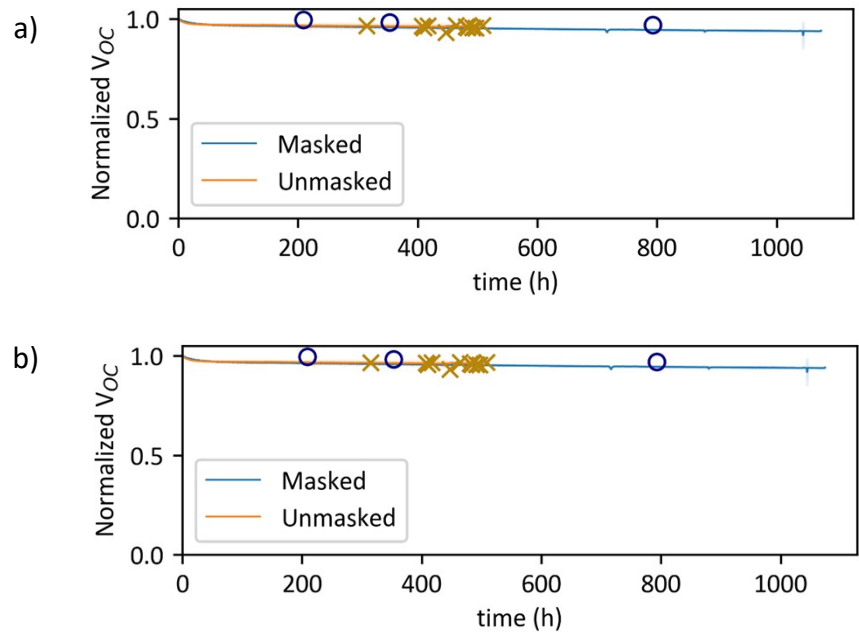 a)
Normalized V_OC
1.0
0.5
0.0
Masked
Unmasked
0 200 400 600 800 1000
time (h)
b)
Normalized V_OC
1.0
0.5
0.0
Masked
Unmasked
0 200 400 600 800 1000
time (h)